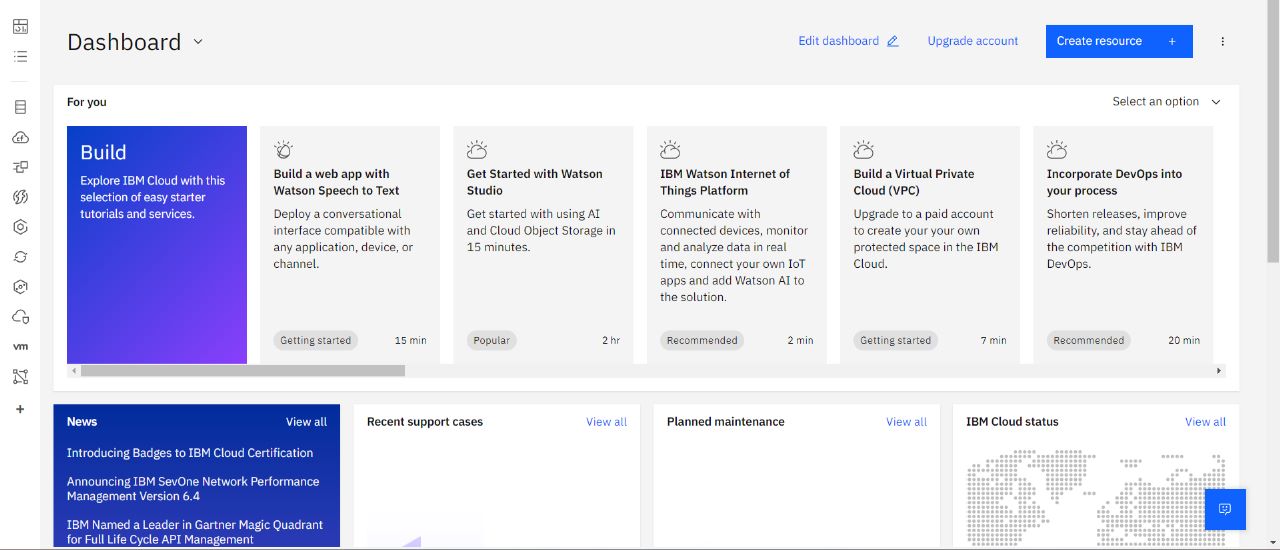 Dashboard
Edit dashboard
Upgrade account
Create resource +
For you
Select an option
Build
Explore IBM Cloud with this
selection of easy starter
tutorials and services.
Build a web app with
Watson Speech to Text
Deploy a conversational
interface compatible with
any application, device, or
channel.
Getting started
15 min
Get Started with Watson
Studio
Get started with using AI
and Cloud Object Storage in
15 minutes.
Popular
2 hr
IBM Watson Internet of
Things Platform
Communicate with
connected devices, monitor
and analyze data in real
time, connect your own IoT
apps and add Watson AI to
the solution.
Recommended
2 min
Build a Virtual Private
Cloud (VPC)
Upgrade to a paid account
to create your your own
protected space in the IBM
Cloud.
Getting started
7 min
Incorporate DevOps into
your process
Shorten releases, improve
reliability, and stay ahead of
the competition with IBM
DevOps.
Recommended
20 min
vm
News
View all
Introducing Badges to IBM Cloud Certification
Announcing IBM SevOne Network Performance
Management Version 6.4
IBM Named a Leader in Gartner Magic Quadrant
for Full Life Cycle API Management
Recent support cases
View all
Planned maintenance
View all
IBM Cloud status
View all